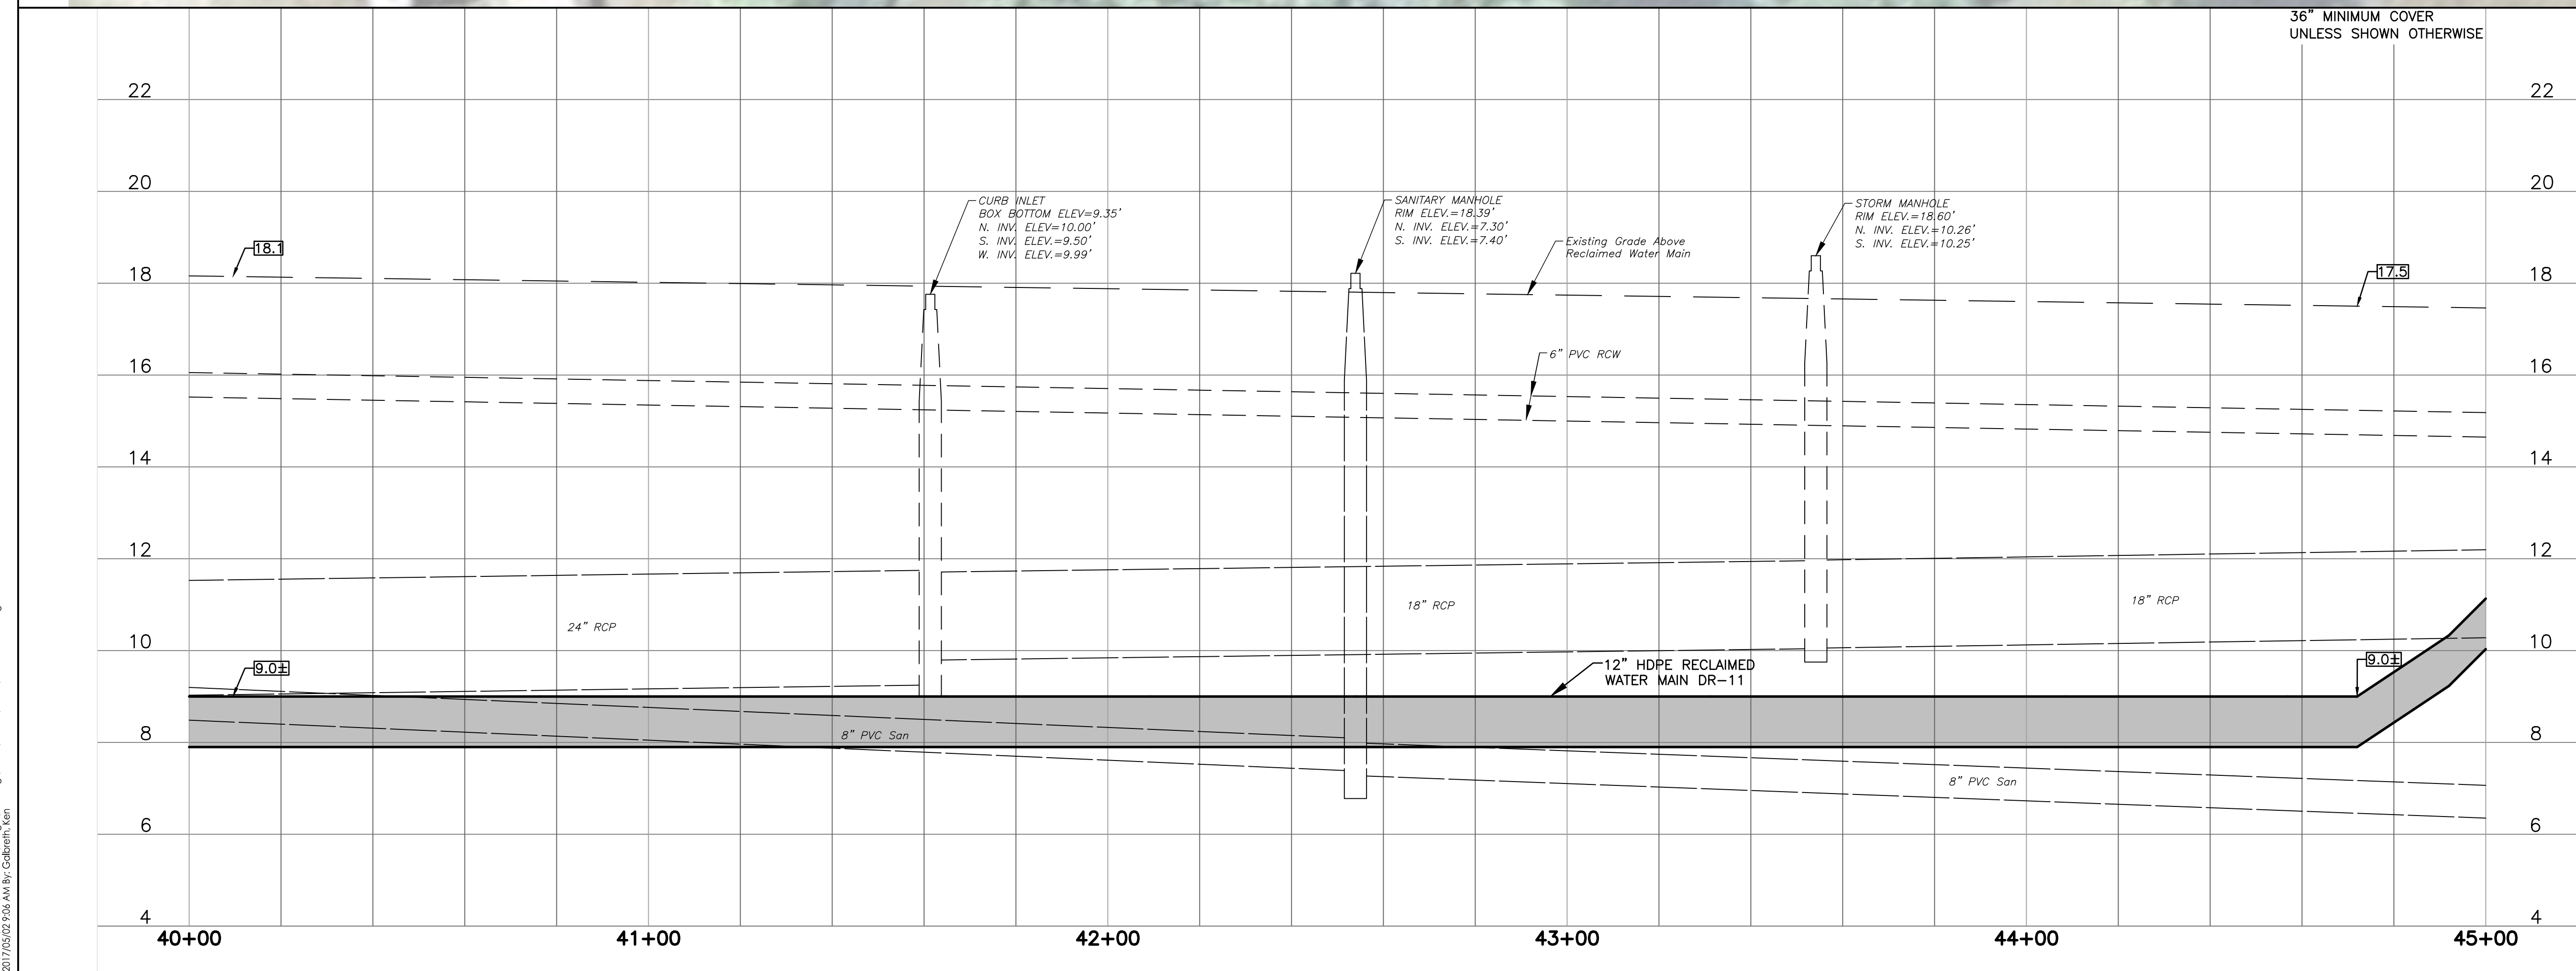 36" MINIMUM COVER
UNLESS SHOWN OTHERWISE
22
22
20
20
CURB INLET
BOX BOTTOM ELEV=9.35'
N. INV. ELEV=10.00'
S. INV. ELEV.=9.50'
W. INV. ELEV.=9.99'
SANITARY MANHOLE
RIM ELEV.=18.39'
N. INV. ELEV.=7.30'
S. INV. ELEV.=7.40'
STORM MANHOLE
RIM ELEV.=18.60'
N. INV. ELEV.=10.26'
S. INV. ELEV.=10.25'
Existing Grade Above
Reclaimed Water Main
18.1
17.5
18
18
6" PVC RCW
16
16
14
14
12
12
24" RCP
18" RCP
18" RCP
10
10
9.0±
12" HDPE RECLAIMED
WATER MAIN DR-11
9.0±
8
8
8" PVC San
8" PVC San
6
6
4
4
40+00
41+00
42+00
43+00
44+00
45+00
2017/05/02 9:06 AM By: Galbreth, Ken